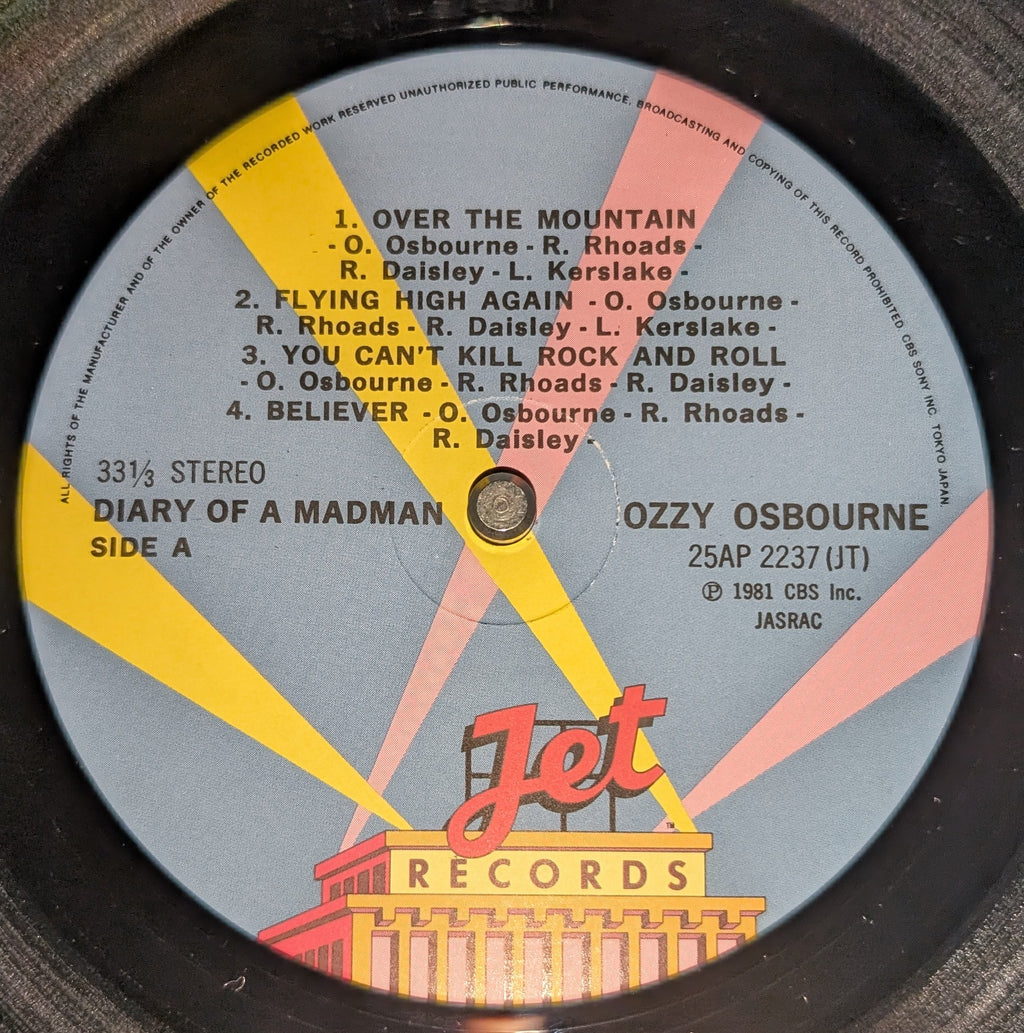 ALL RIGHTS OF THE MANUFACTURER AND OF THE OWNER OF THE RECORDED WORK RESERVED UNAUTHORIZED PUBLIC PERFORMANCE, BROADCASTING AND COPYING OF THIS RECORD PROHIBITED. CBS SONY INC. TOKYO JAPAN.
1. OVER THE MOUNTAIN
- O. Osbourne - R. Rhoads -
R. Daisley - L. Kerslake -
2. FLYING HIGH AGAIN - O. Osbourne -
R. Rhoads - R. Daisley - L. Kerslake -
3. YOU CAN'T KILL ROCK AND ROLL
- O. Osbourne - R. Rhoads - R. Daisley -
4. BELIEVER - O. Osbourne - R. Rhoads -
R. Daisley -
33⅓ STEREO
DIARY OF A MADMAN
SIDE A
OZZY OSBOURNE
25AP 2237 (JT)
℗ 1981 CBS Inc.
JASRAC
Jet
TM
RECORDS